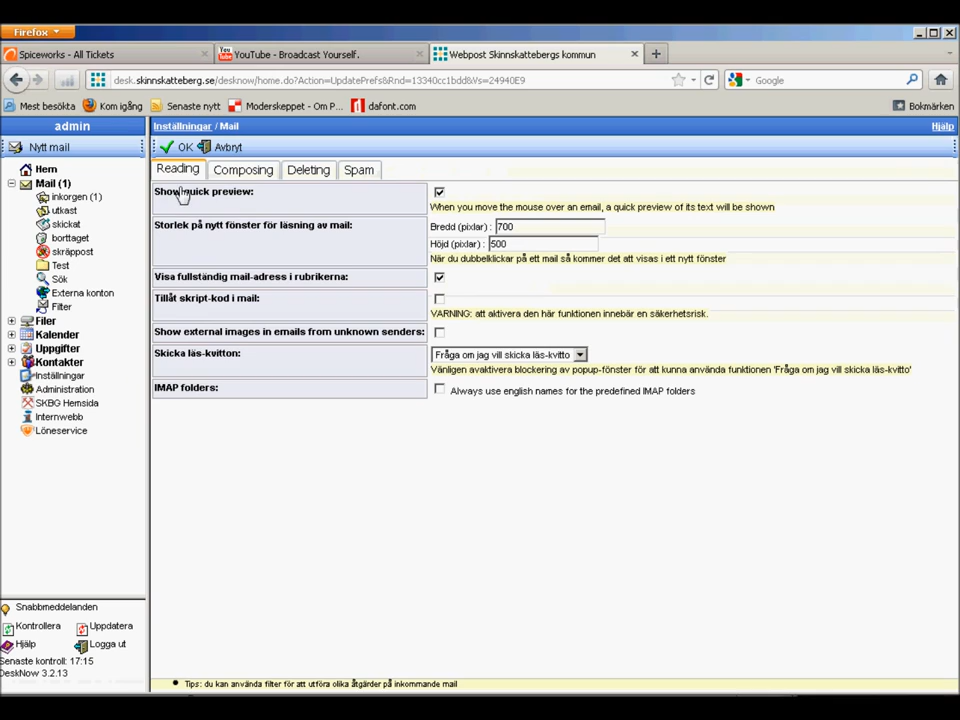 Firefox
Spiceworks - All Tickets
YouTube - Broadcast Yourself.
Webpost Skinnskattebergs kommun
desk.skinnskatteberg.se/desknow/home.do?Action=UpdatePrefs&Rnd=13340cc1bdd&Vs=24940E9
Google
Mest besökta
Kom igång
Senaste nytt
Moderskeppet - Om P...
dafont.com
Bokmärken
admin
Inställningar / Mail
Hjälp
Nytt mail
OK
Avbryt
Reading
Composing
Deleting
Spam
Hem
Mail (1)
inkorgen (1)
utkast
skickat
borttaget
skräppost
Test
Sök
Externa konton
Filter
Filer
Kalender
Uppgifter
Kontakter
Inställningar
Administration
SKBG Hemsida
Internwebb
Löneservice
Show quick preview:
When you move the mouse over an email, a quick preview of its text will be shown
Storlek på nytt fönster för läsning av mail:
Bredd (pixlar) : 700
Höjd (pixlar) : 500
När du dubbelklickar på ett mail så kommer det att visas i ett nytt fönster
Visa fullständig mail-adress i rubrikerna:
Tillåt skript-kod i mail:
VARNING: att aktivera den här funktionen innebär en säkerhetsrisk.
Show external images in emails from unknown senders:
Skicka läs-kvitton:
Fråga om jag vill skicka läs-kvitto
Vänligen avaktivera blockering av popup-fönster för att kunna använda funktionen 'Fråga om jag vill skicka läs-kvitto'
IMAP folders:
Always use english names for the predefined IMAP folders
Snabbmeddelanden
Kontrollera
Uppdatera
Hjälp
Logga ut
Senaste kontroll: 17:15
DeskNow 3.2.13
Tips: du kan använda filter för att utföra olika åtgärder på inkommande mail